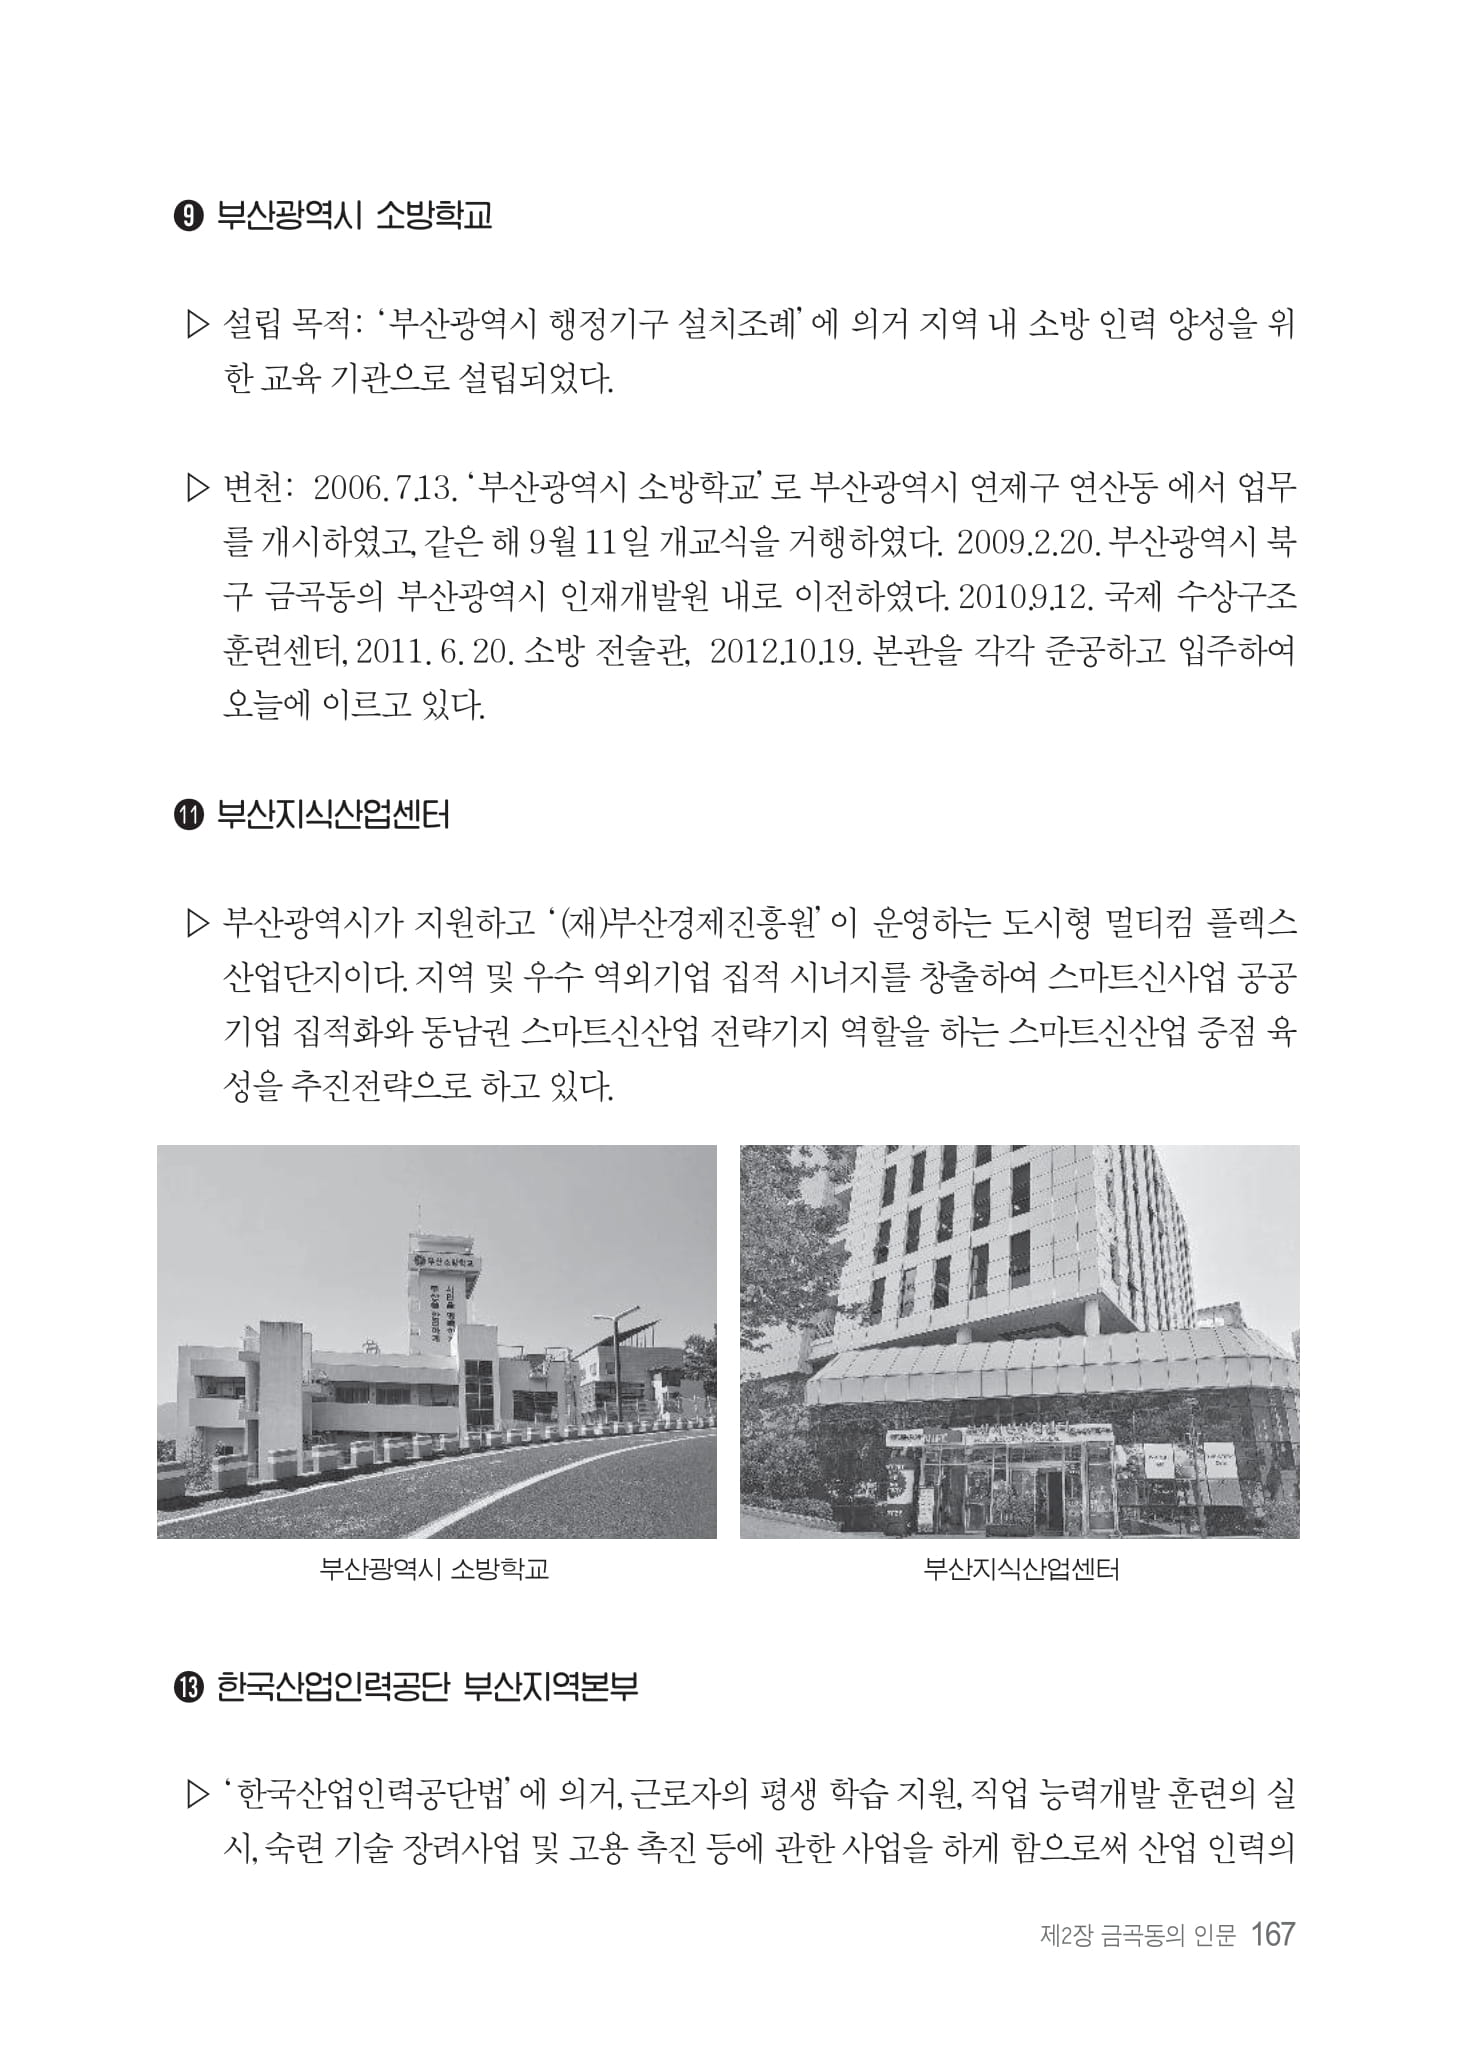 ❾ 부산광역시 소방학교
▷ 설립 목적: ‘부산광역시 행정기구 설치조례’에 의거 지역 내 소방 인력 양성을 위
한 교육 기관으로 설립되었다.
▷ 변천: 2006. 7.13. ‘부산광역시 소방학교’로 부산광역시 연제구 연산동 에서 업무
를 개시하였고, 같은 해 9월 11일 개교식을 거행하였다. 2009.2.20. 부산광역시 북
구 금곡동의 부산광역시 인재개발원 내로 이전하였다. 2010.9.12. 국제 수상구조
훈련센터, 2011. 6. 20. 소방 전술관, 2012.10.19. 본관을 각각 준공하고 입주하여
오늘에 이르고 있다.
⓫ 부산지식산업센터
▷ 부산광역시가 지원하고 ‘(재)부산경제진흥원’이 운영하는 도시형 멀티컴 플렉스
산업단지이다. 지역 및 우수 역외기업 집적 시너지를 창출하여 스마트신사업 공공
기업 집적화와 동남권 스마트신산업 전략기지 역할을 하는 스마트신산업 중점 육
성을 추진전략으로 하고 있다.
부산소방학교
부산광역시 소방학교
부산지식산업센터
⓭ 한국산업인력공단 부산지역본부
▷ ‘한국산업인력공단법’에 의거, 근로자의 평생 학습 지원, 직업 능력개발 훈련의 실
시, 숙련 기술 장려사업 및 고용 촉진 등에 관한 사업을 하게 함으로써 산업 인력의
제2장 금곡동의 인문 167